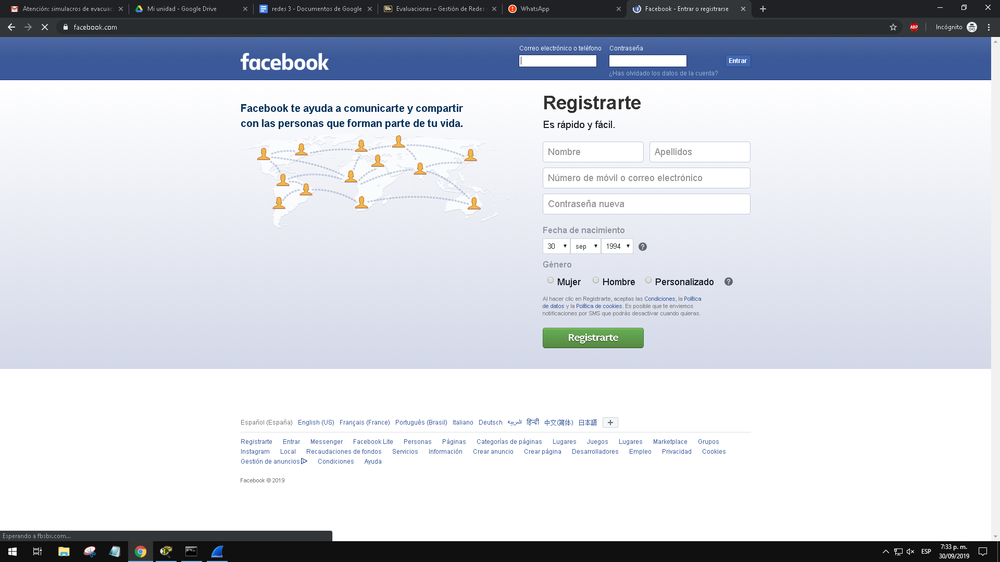 Atención: simulacros de evacuac
Mi unidad - Google Drive
redes 3 - Documentos de Google
Bb
Evaluaciones – Gestión de Redes
WhatsApp
Facebook - Entrar o registrarse
facebook.com
ABP
Incógnito
facebook
Correo electrónico o teléfono
Contraseña
Entrar
¿Has olvidado los datos de la cuenta?
Facebook te ayuda a comunicarte y compartir
con las personas que forman parte de tu vida.
Registrarte
Es rápido y fácil.
Nombre
Apellidos
Número de móvil o correo electrónico
Contraseña nueva
Fecha de nacimiento
30 sep 1994
Género
Mujer Hombre Personalizado
Al hacer clic en Registrarte, aceptas las Condiciones, la Política
de datos y la Política de cookies. Es posible que te enviemos
notificaciones por SMS que podrás desactivar cuando quieras.
Registrarte
Español (España) English (US) Français (France) Português (Brasil) Italiano Deutsch العربية हिन्दी 中文(简体) 日本語
Registrarte Entrar Messenger Facebook Lite Personas Páginas Categorías de páginas Lugares Juegos Lugares Marketplace Grupos
Instagram Local Recaudaciones de fondos Servicios Información Crear anuncio Crear página Desarrolladores Empleo Privacidad Cookies
Gestión de anuncios Condiciones Ayuda
Facebook © 2019
Esperando a fbsbx.com...
ESP
7:33 p. m.
30/09/2019